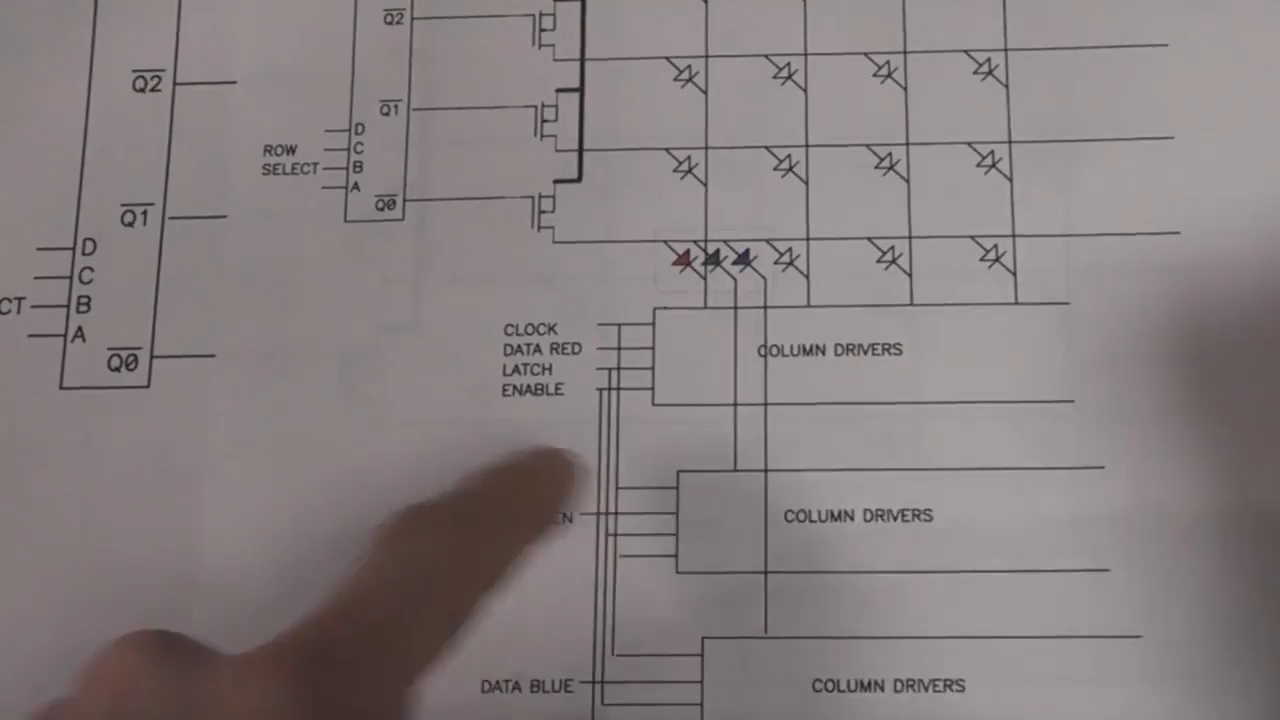 Q2
Q1
D
C
CT B
A
Q0
Q2
Q1
D
ROW C
SELECT B
A
Q0
CLOCK
DATA RED
LATCH
ENABLE
COLUMN DRIVERS
COLUMN DRIVERS
DATA BLUE
COLUMN DRIVERS